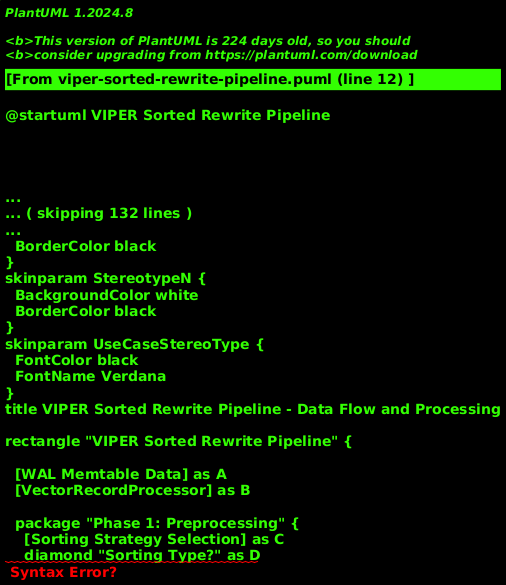 PlantUML 1.2024.8
<b>This version of PlantUML is 224 days old, so you should
<b>consider upgrading from https://plantuml.com/download
[From viper-sorted-rewrite-pipeline.puml (line 12) ]
@startuml VIPER Sorted Rewrite Pipeline
...
... ( skipping 132 lines )
...
BorderColor black
}
skinparam StereotypeN {
BackgroundColor white
BorderColor black
}
skinparam UseCaseStereoType {
FontColor black
FontName Verdana
}
title VIPER Sorted Rewrite Pipeline - Data Flow and Processing
rectangle "VIPER Sorted Rewrite Pipeline" {
[WAL Memtable Data] as A
[VectorRecordProcessor] as B
package "Phase 1: Preprocessing" {
[Sorting Strategy Selection] as C
diamond "Sorting Type?" as D
Syntax Error?